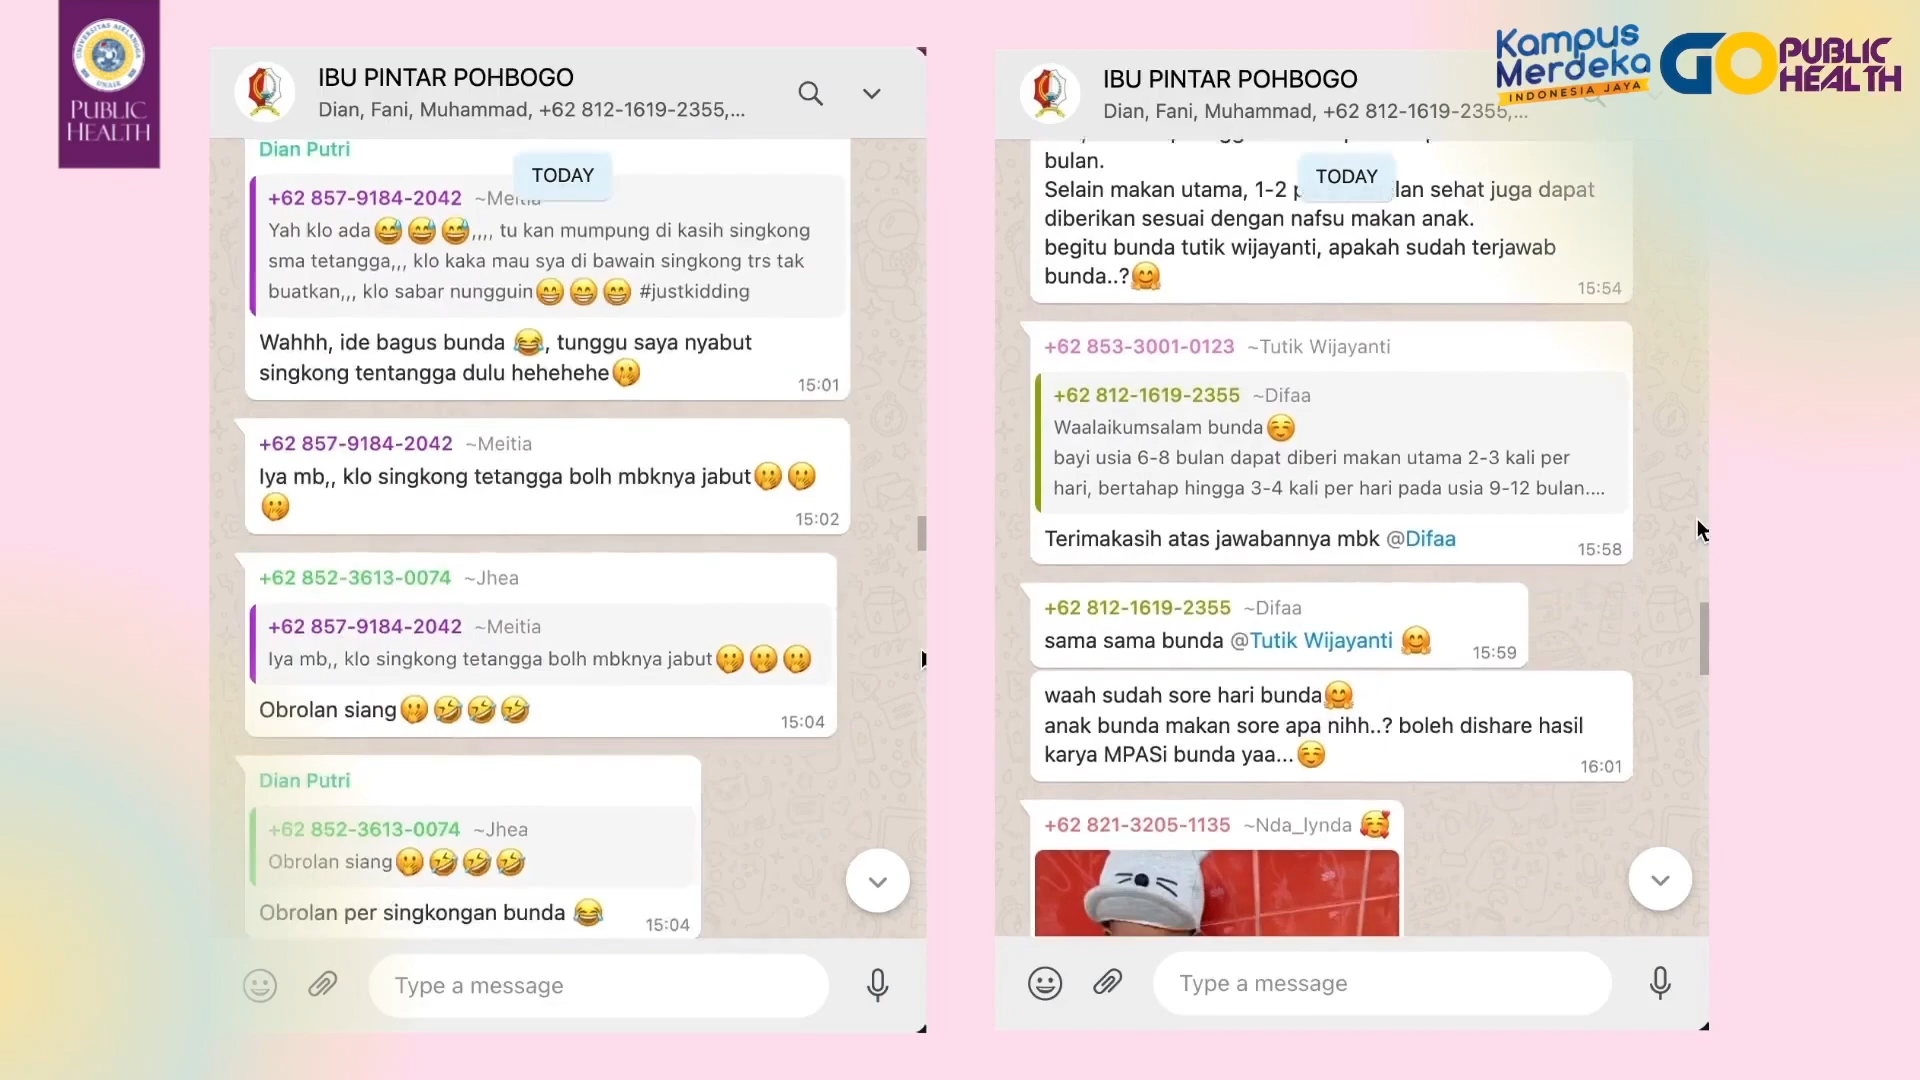 UNIVERSITAS AIRLANGGA
UNAIR
PUBLIC
HEALTH
Kampus
Merdeka
INDONESIA JAYA
GO PUBLIC
HEALTH
IBU PINTAR POHBOGO
Dian, Fani, Muhammad, +62 812-1619-2355,...
TODAY
Dian Putri
+62 857-9184-2042 ~Meitia
Yah klo ada😅😅😅,,,, tu kan mumpung di kasih singkong
sma tetangga,,, klo kaka mau sya di bawain singkong trs tak
buatkan,,, klo sabar nungguin😁😁😁 #justkidding
Wahhh, ide bagus bunda 😂, tunggu saya nyabut
singkong tentangga dulu hehehehe🤭
15:01
+62 857-9184-2042 ~Meitia
Iya mb,, klo singkong tetangga bolh mbknya jabut🤭🤭
🤭
15:02
+62 852-3613-0074 ~Jhea
+62 857-9184-2042 ~Meitia
Iya mb,, klo singkong tetangga bolh mbknya jabut🤭🤭🤭
Obrolan siang🤭🤣🤣🤣
15:04
Dian Putri
+62 852-3613-0074 ~Jhea
Obrolan siang🤭🤣🤣🤣
Obrolan per singkongan bunda 😂
15:04
Type a message
IBU PINTAR POHBOGO
Dian, Fani, Muhammad, +62 812-1619-2355,...
TODAY
bulan.
Selain makan utama, 1-2 sehat juga dapat
diberikan sesuai dengan nafsu makan anak.
begitu bunda tutik wijayanti, apakah sudah terjawab
bunda..?🤗
15:54
+62 853-3001-0123 ~Tutik Wijayanti
+62 812-1619-2355 ~Difaa
Waalaikumsalam bunda☺️
bayi usia 6-8 bulan dapat diberi makan utama 2-3 kali per
hari, bertahap hingga 3-4 kali per hari pada usia 9-12 bulan....
Terimakasih atas jawabannya mbk @Difaa
15:58
+62 812-1619-2355 ~Difaa
sama sama bunda @Tutik Wijayanti 🤗
15:59
waah sudah sore hari bunda🤗
anak bunda makan sore apa nihh..? boleh dishare hasil
karya MPASi bunda yaa...☺️
16:01
+62 821-3205-1135 ~Nda_lynda 🥰
Type a message